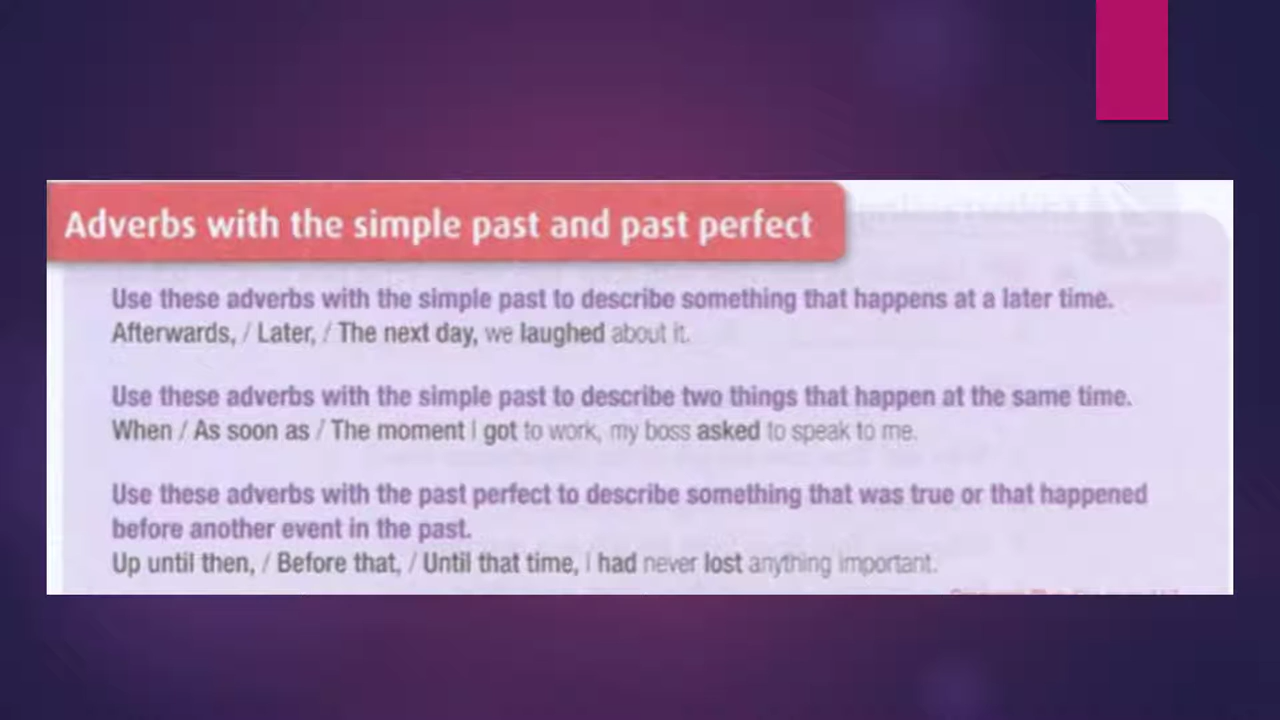 Adverbs with the simple past and past perfect
Use these adverbs with the simple past to describe something that happens at a later time.
Afterwards, / Later, / The next day, we laughed about it.
Use these adverbs with the simple past to describe two things that happen at the same time.
When / As soon as / The moment I got to work, my boss asked to speak to me.
Use these adverbs with the past perfect to describe something that was true or that happened
before another event in the past.
Up until then, / Before that, / Until that time, I had never lost anything important.